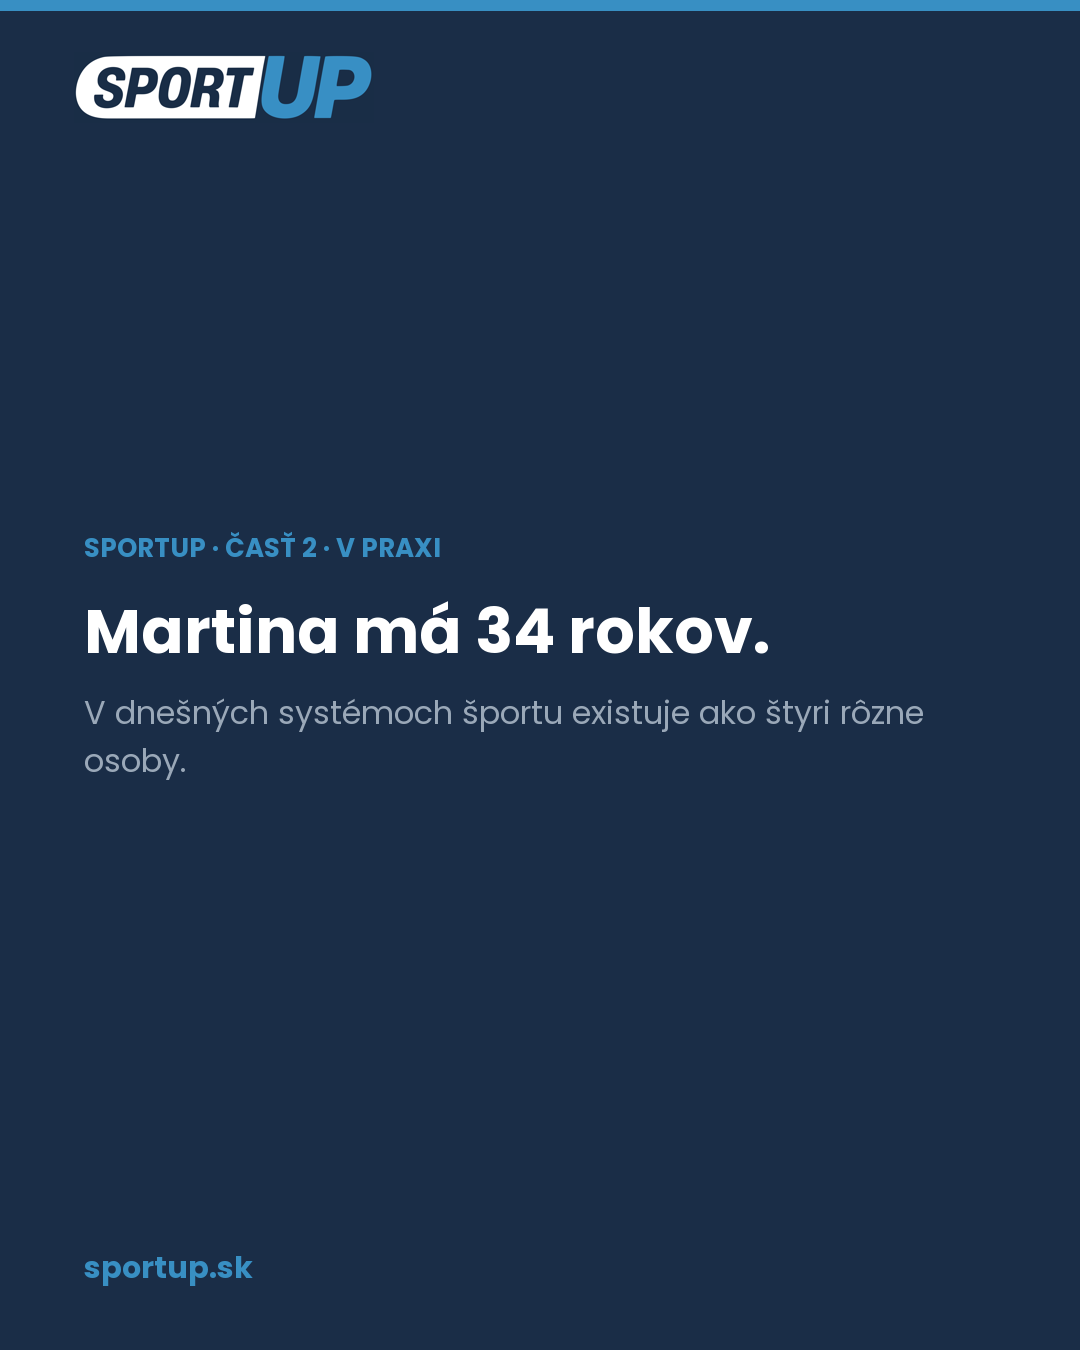 SPORTUP
SPORTUP · ČASŤ 2 · V PRAXI
Martina má 34 rokov.
V dnešných systémoch športu existuje ako štyri rôzne
osoby.
sportup.sk